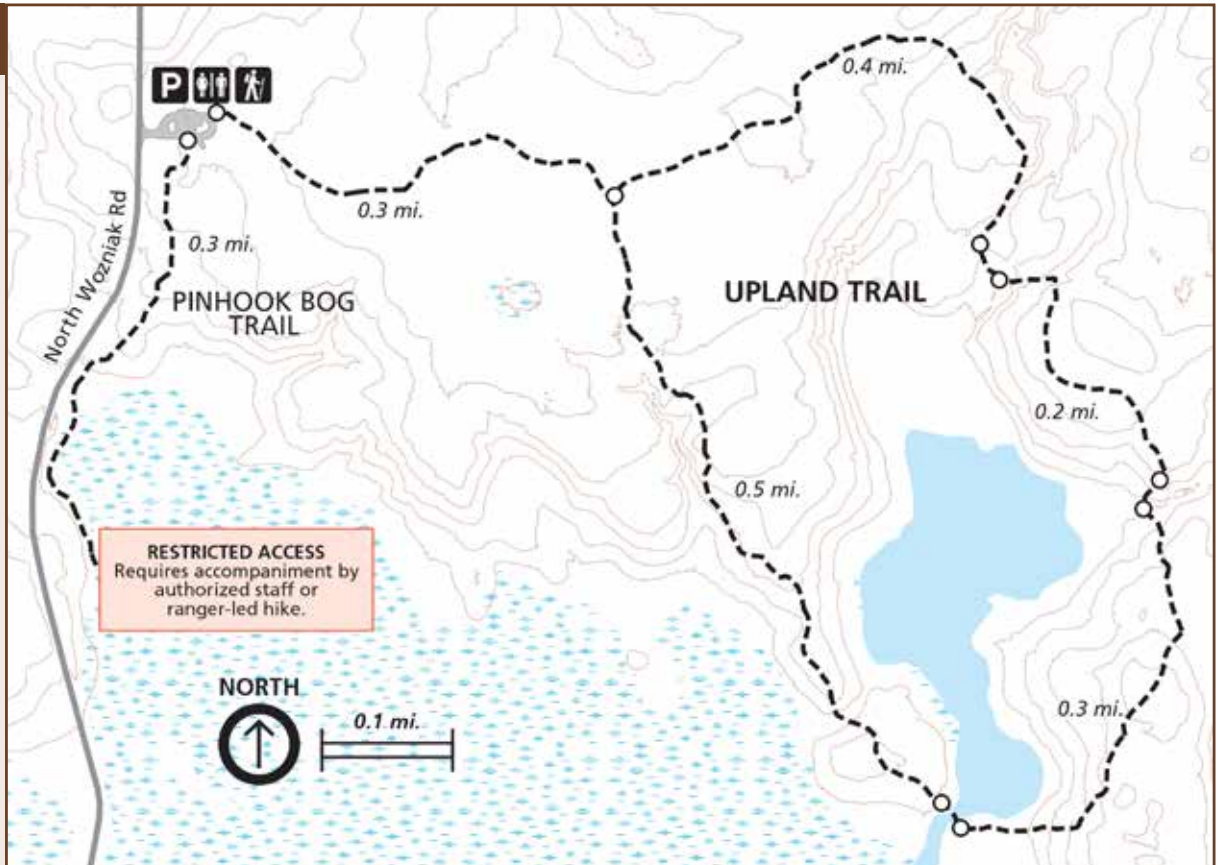 P
0.4 mi.
0.3 mi.
North Wozniak Rd
0.3 mi.
PINHOOK BOG
TRAIL
UPLAND TRAIL
0.2 mi.
0.5 mi.
RESTRICTED ACCESS
Requires accompaniment by
authorized staff or
ranger-led hike.
NORTH
0.1 mi.
0.3 mi.